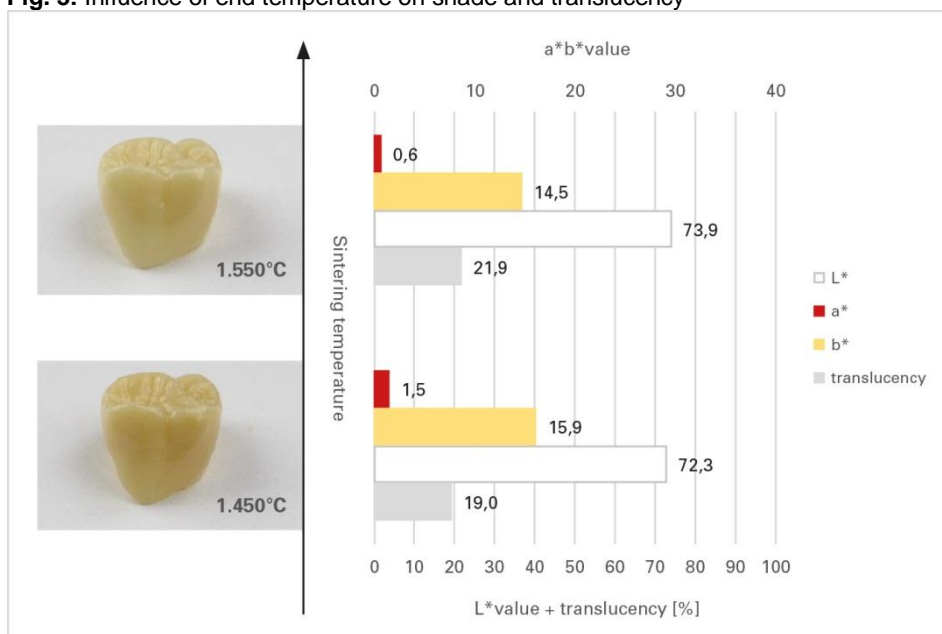 Fig. 3. Influence of end temperature on shade and translucency
a*b*value
0 10 20 30 40
0,6
14,5
73,9
21,9
1.550°C
Sintering temperature
L*
a*
b*
translucency
1,5
15,9
72,3
19,0
1.450°C
0 10 20 30 40 50 60 70 80 90 100
L*value + translucency [%]